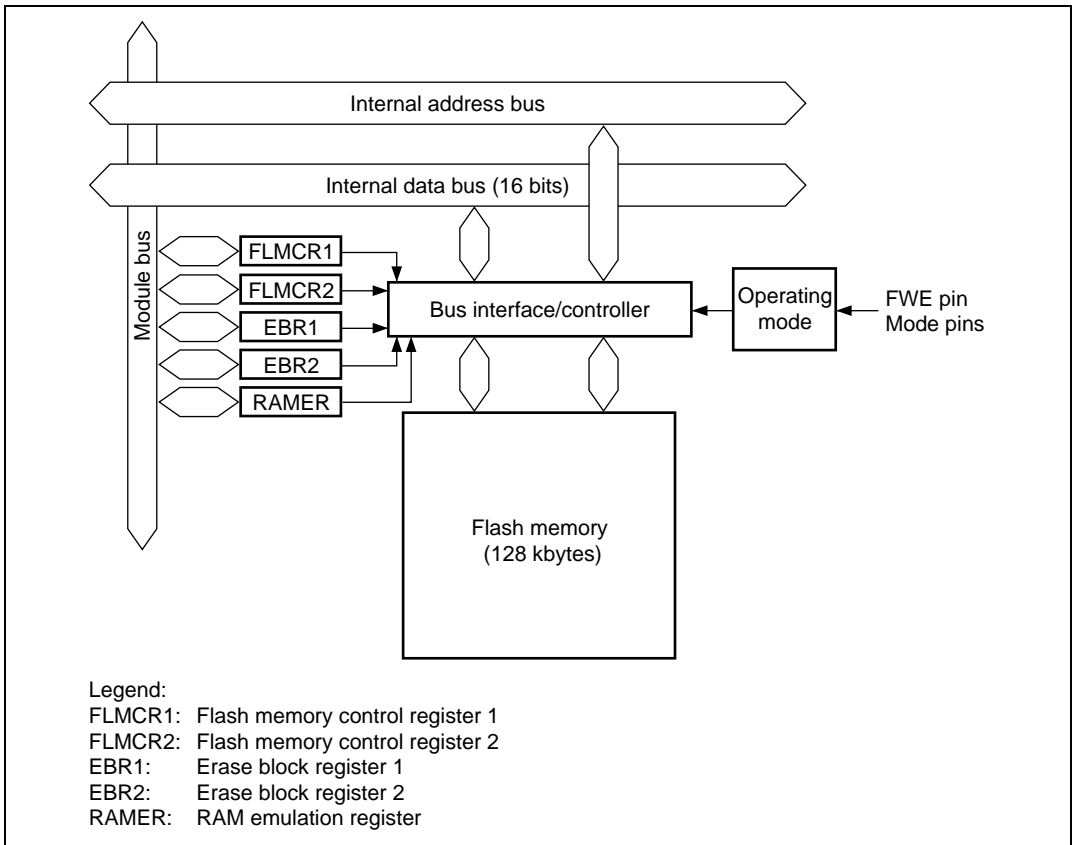 Internal address bus
Internal data bus (16 bits)
Module bus
FLMCR1
FLMCR2
EBR1
EBR2
RAMER
Bus interface/controller
Operating
mode
FWE pin
Mode pins
Flash memory
(128 kbytes)
Legend:
FLMCR1: Flash memory control register 1
FLMCR2: Flash memory control register 2
EBR1: Erase block register 1
EBR2: Erase block register 2
RAMER: RAM emulation register